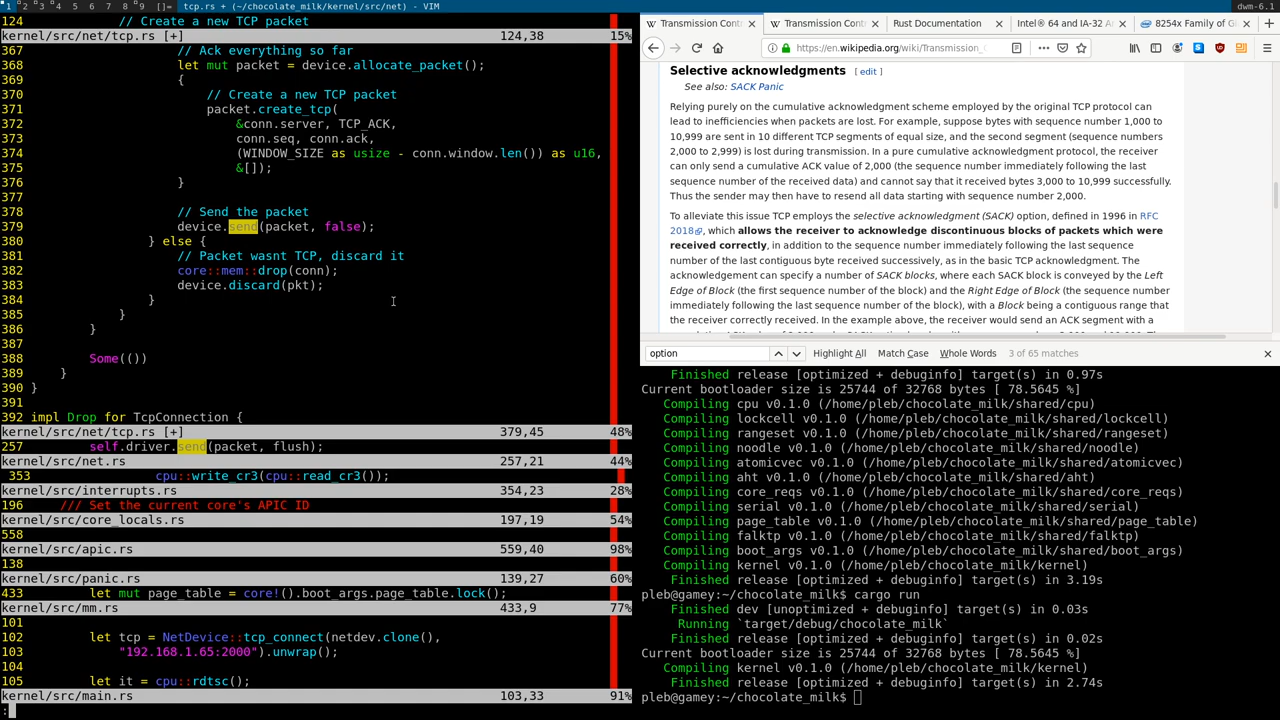 1 2 3 4 5 6 7 8 9 []= tcp.rs + (~/chocolate_milk/kernel/src/net) - VIM
dwm-6.1
124 // Create a new TCP packet
kernel/src/net/tcp.rs [+] 124,38 15%
367 // Ack everything so far
368 let mut packet = device.allocate_packet();
369 {
370 // Create a new TCP packet
371 packet.create_tcp(
372 &conn.server, TCP_ACK,
373 conn.seq, conn.ack,
374 (WINDOW_SIZE as usize - conn.window.len()) as u16,
375 &[]);
376 }
377
378 // Send the packet
379 device.send(packet, false);
380 } else {
381 // Packet wasnt TCP, discard it
382 core::mem::drop(conn);
383 device.discard(pkt);
384 }
385 }
386 }
387
388 Some(())
389 }
390 }
391
392 impl Drop for TcpConnection {
kernel/src/net/tcp.rs [+] 379,45 48%
257 self.driver.send(packet, flush);
kernel/src/net.rs 257,21 44%
353 cpu::write_cr3(cpu::read_cr3());
kernel/src/interrupts.rs 354,23 28%
196 /// Set the current core's APIC ID
kernel/src/core_locals.rs 197,19 54%
558
kernel/src/apic.rs 559,40 98%
138
kernel/src/panic.rs 139,27 60%
433 let mut page_table = core!().boot_args.page_table.lock();
kernel/src/mm.rs 433,9 77%
101
102 let tcp = NetDevice::tcp_connect(netdev.clone(),
103 "192.168.1.65:2000").unwrap();
104
105 let it = cpu::rdtsc();
kernel/src/main.rs 103,33 91%
:
Transmission Cont
Transmission Cont
Rust Documentation
Intel® 64 and IA-32 Ar
8254x Family of Gi
https://en.wikipedia.org/wiki/Transmission_
Selective acknowledgments [ edit ]
See also: SACK Panic
Relying purely on the cumulative acknowledgment scheme employed by the original TCP protocol can
lead to inefficiencies when packets are lost. For example, suppose bytes with sequence number 1,000 to
10,999 are sent in 10 different TCP segments of equal size, and the second segment (sequence numbers
2,000 to 2,999) is lost during transmission. In a pure cumulative acknowledgment protocol, the receiver
can only send a cumulative ACK value of 2,000 (the sequence number immediately following the last
sequence number of the received data) and cannot say that it received bytes 3,000 to 10,999 successfully.
Thus the sender may then have to resend all data starting with sequence number 2,000.
To alleviate this issue TCP employs the selective acknowledgment (SACK) option, defined in 1996 in RFC
2018, which allows the receiver to acknowledge discontinuous blocks of packets which were
received correctly, in addition to the sequence number immediately following the last sequence
number of the last contiguous byte received successively, as in the basic TCP acknowledgment. The
acknowledgment can specify a number of SACK blocks, where each SACK block is conveyed by the Left
Edge of Block (the first sequence number of the block) and the Right Edge of Block (the sequence
number immediately following the last sequence number of the block), with a Block being a contiguous range that
the receiver correctly received. In the example above, the receiver would send an ACK segment with a
option
Highlight All Match Case Whole Words 3 of 65 matches
Finished release [optimized + debuginfo] target(s) in 0.97s
Current bootloader size is 25744 of 32768 bytes [ 78.5645 %]
Compiling cpu v0.1.0 (/home/pleb/chocolate_milk/shared/cpu)
Compiling lockcell v0.1.0 (/home/pleb/chocolate_milk/shared/lockcell)
Compiling rangeset v0.1.0 (/home/pleb/chocolate_milk/shared/rangeset)
Compiling noodle v0.1.0 (/home/pleb/chocolate_milk/shared/noodle)
Compiling atomicvec v0.1.0 (/home/pleb/chocolate_milk/shared/atomicvec)
Compiling aht v0.1.0 (/home/pleb/chocolate_milk/shared/aht)
Compiling core_reqs v0.1.0 (/home/pleb/chocolate_milk/shared/core_reqs)
Compiling serial v0.1.0 (/home/pleb/chocolate_milk/shared/serial)
Compiling page_table v0.1.0 (/home/pleb/chocolate_milk/shared/page_table)
Compiling falktp v0.1.0 (/home/pleb/chocolate_milk/shared/falktp)
Compiling boot_args v0.1.0 (/home/pleb/chocolate_milk/shared/boot_args)
Compiling kernel v0.1.0 (/home/pleb/chocolate_milk/kernel)
Finished release [optimized + debuginfo] target(s) in 3.19s
pleb@gamey:~/chocolate_milk$ cargo run
Finished dev [unoptimized + debuginfo] target(s) in 0.03s
Running `target/debug/chocolate_milk`
Finished release [optimized + debuginfo] target(s) in 0.02s
Current bootloader size is 25744 of 32768 bytes [ 78.5645 %]
Compiling kernel v0.1.0 (/home/pleb/chocolate_milk/kernel)
Finished release [optimized + debuginfo] target(s) in 2.74s
pleb@gamey:~/chocolate_milk$